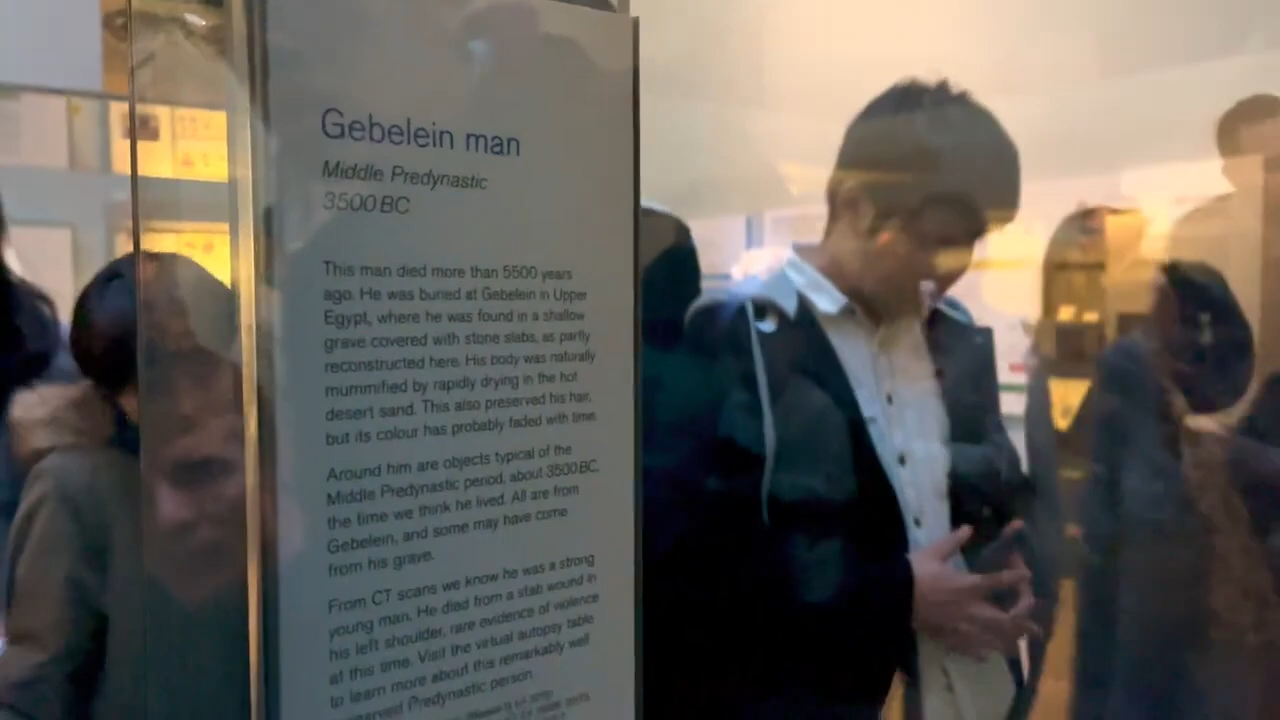 Gebelein man
Middle Predynastic
3500 BC
This man died more than 5500 years
ago. He was buried at Gebelein in Upper
Egypt, where he was found in a shallow
grave covered with stone slabs, as partly
reconstructed here. His body was naturally
mummified by rapidly drying in the hot
desert sand. This also preserved his hair,
but its colour has probably faded with time.
Around him are objects typical of the
Middle Predynastic period, about 3500 BC,
the time we think he lived. All are from
Gebelein, and some may have come
from his grave.
From CT scans we know he was a strong
young man. He died from a stab wound in
his left shoulder, rare evidence of violence
at this time. Visit the virtual autopsy table
to learn more about this remarkably well
preserved Predynastic person.